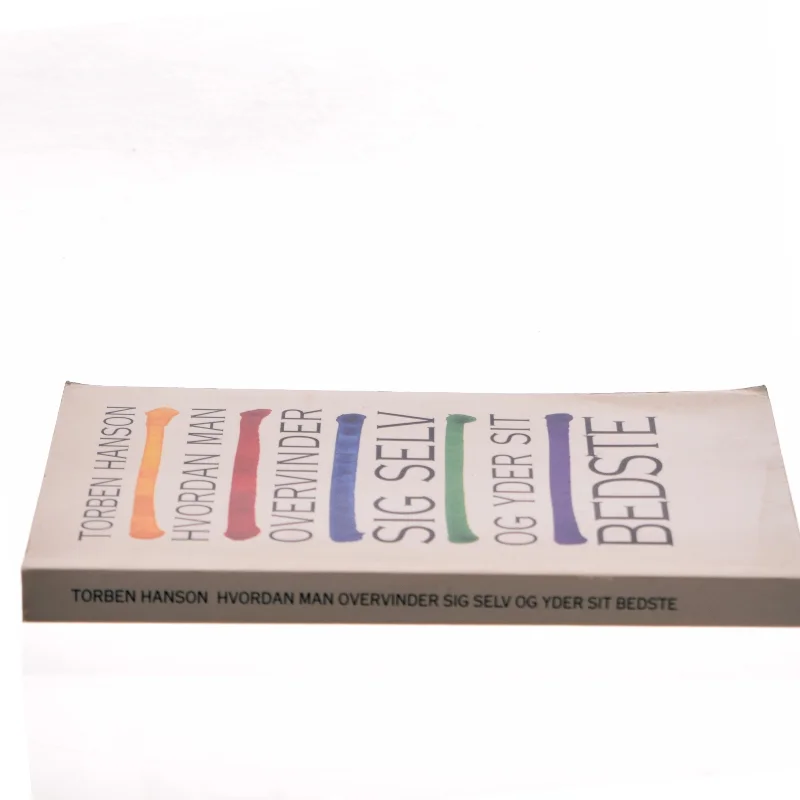 TORBEN HANSON
HVORDAN MAN
OVERVINDER
SIG SELV
OG YDER SIT
BEDSTE
TORBEN HANSON HVORDAN MAN OVERVINDER SIG SELV OG YDER SIT BEDSTE